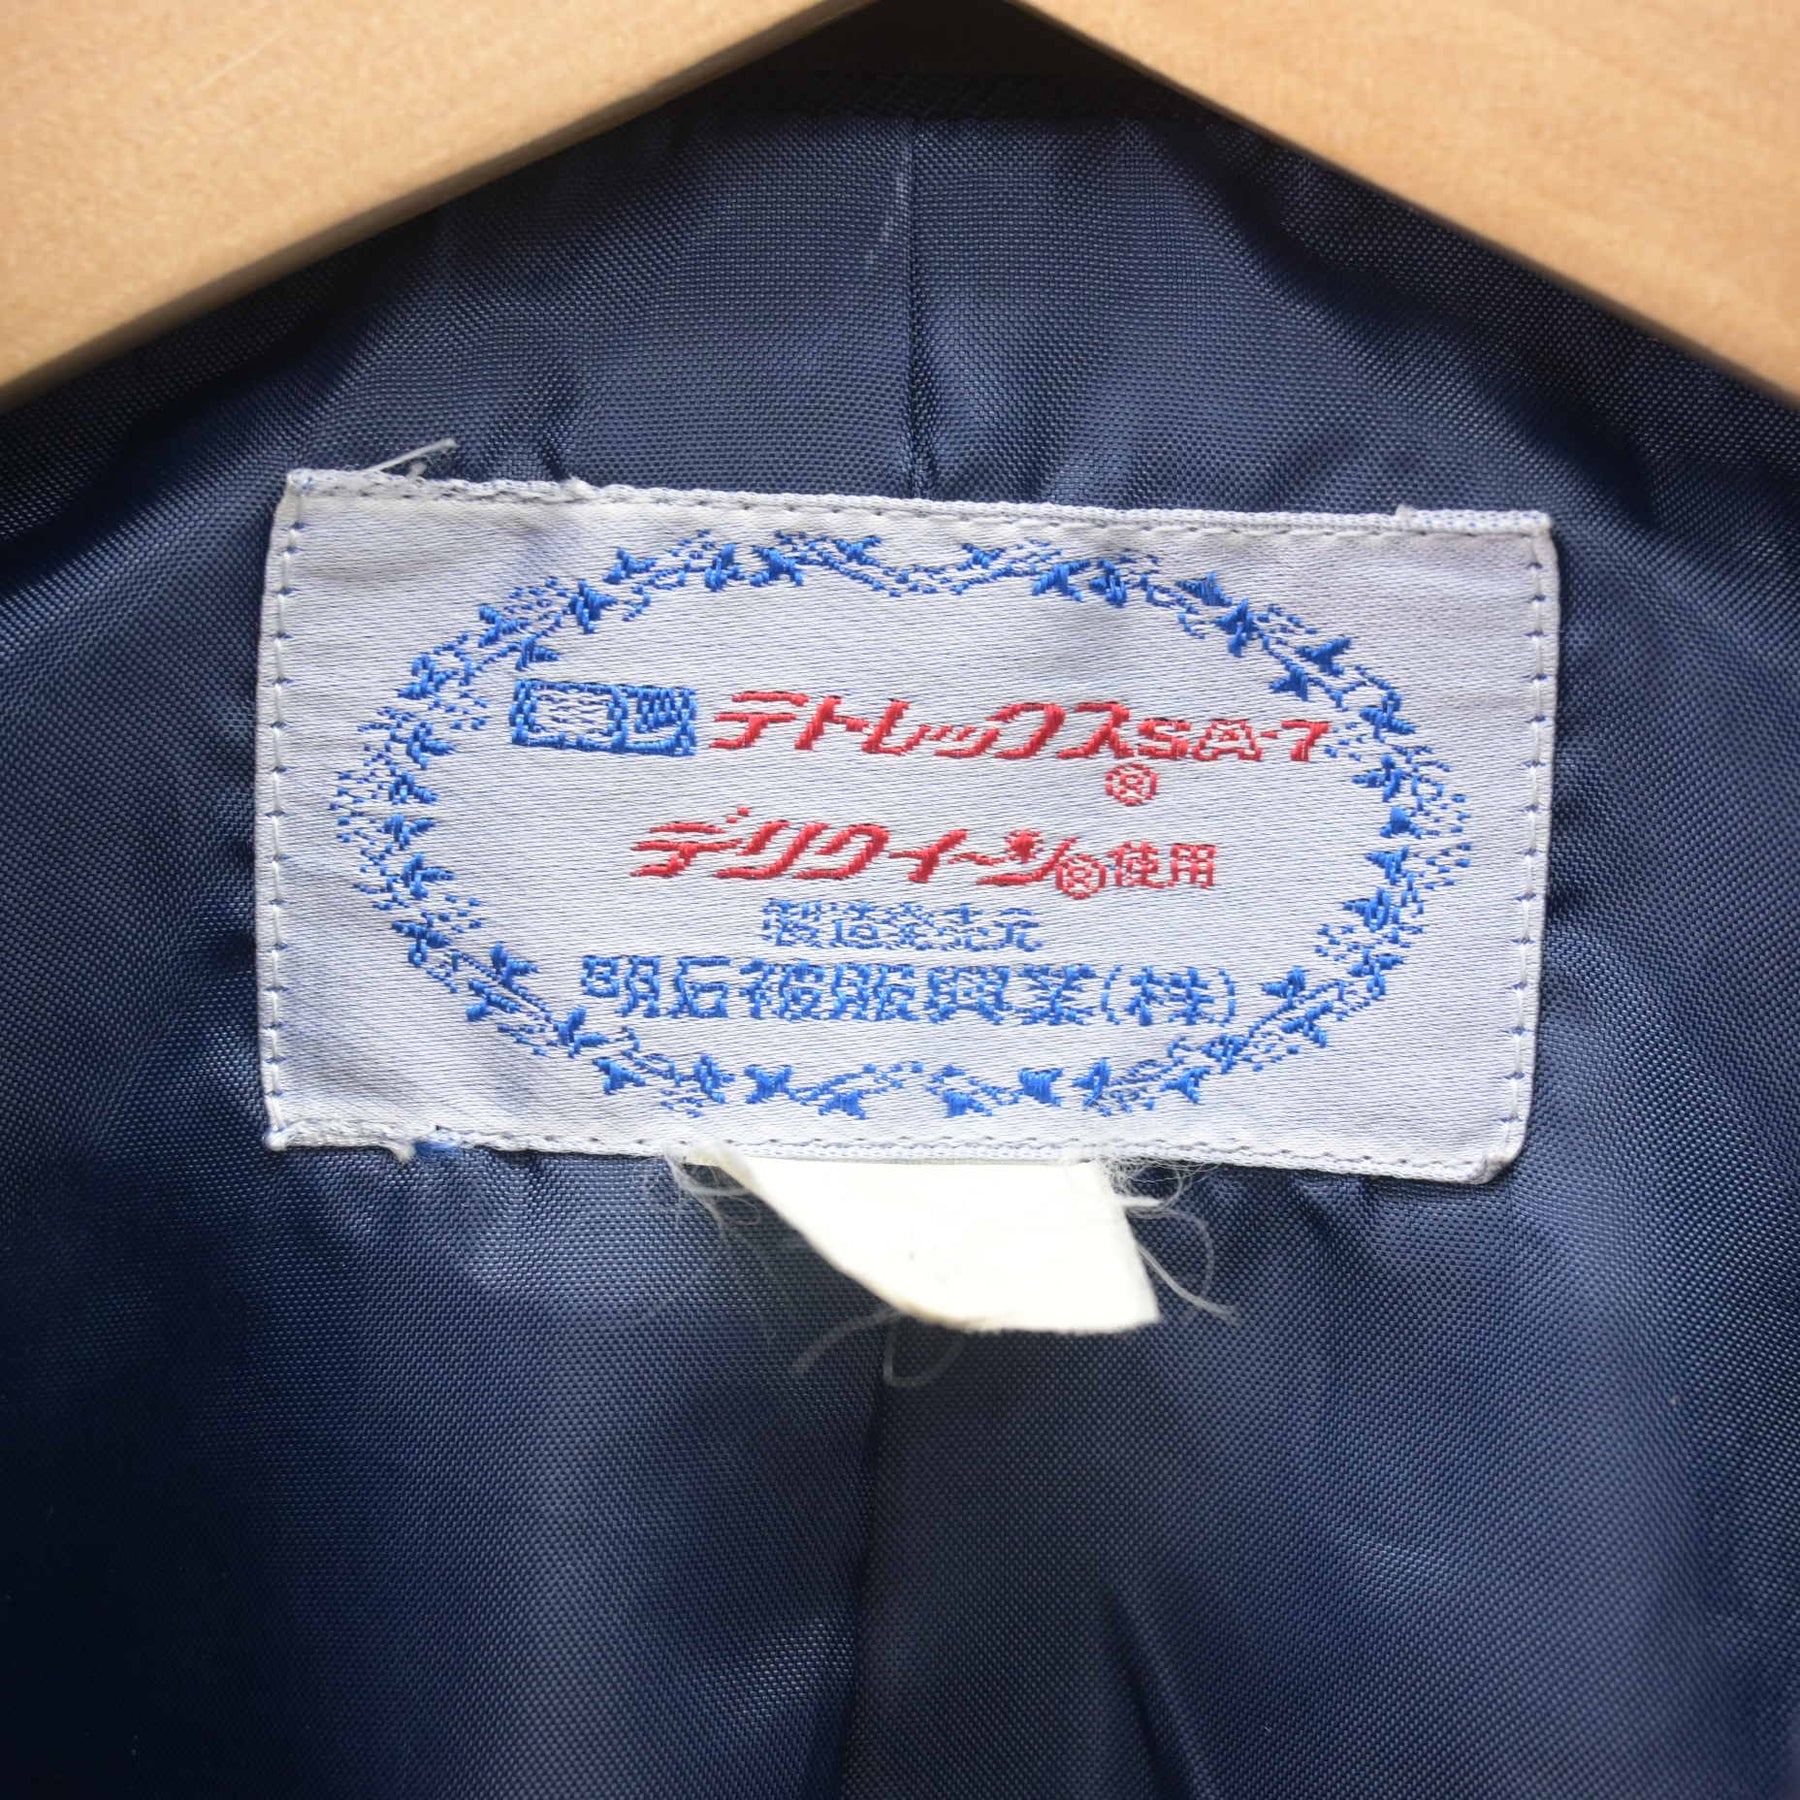 テトレックスSA-7
®
デリクイーン®使用
製造発売元
明石被服興業(株)